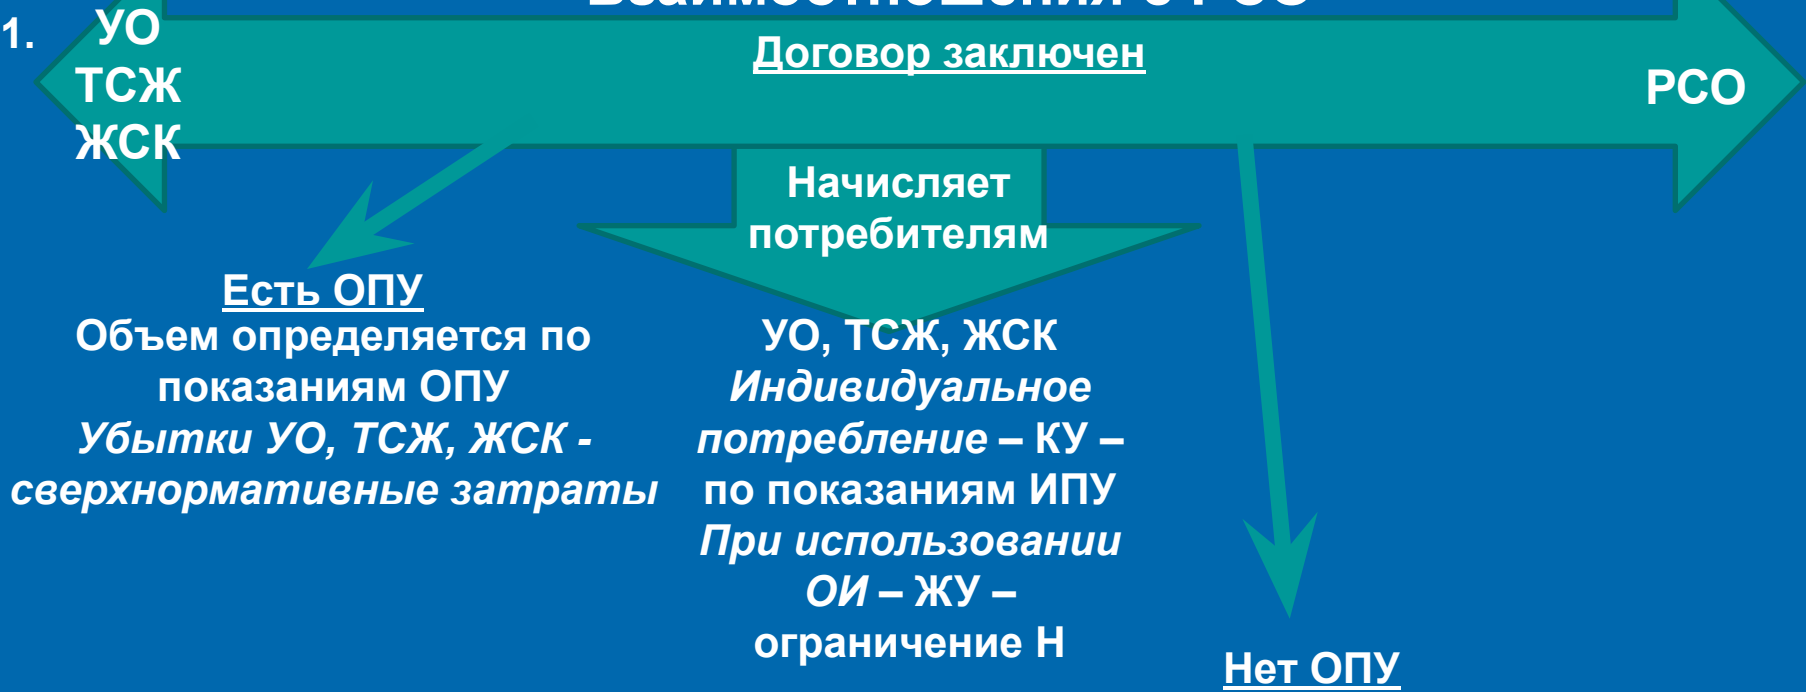 Взаимоотношения с РСО
1.
УО
ТСЖ
ЖСК
Договор заключен
РСО
Начисляет
потребителям
Есть ОПУ
Объем определяется по
показаниям ОПУ
Убытки УО, ТСЖ, ЖСК -
сверхнормативные затраты
УО, ТСЖ, ЖСК
Индивидуальное
потребление – КУ –
по показаниям ИПУ
При использовании
ОИ – ЖУ –
ограничение Н
Нет ОПУ